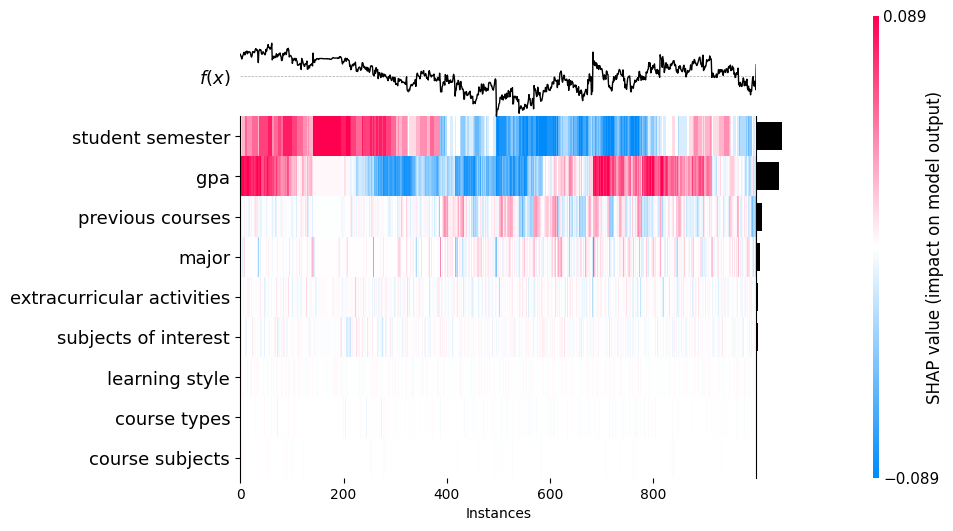 0.089
f(x)
student semester
gpa
previous courses
major
extracurricular activities
subjects of interest
learning style
course types
course subjects
0 200 400 600 800
Instances
SHAP value (impact on model output)
−0.089